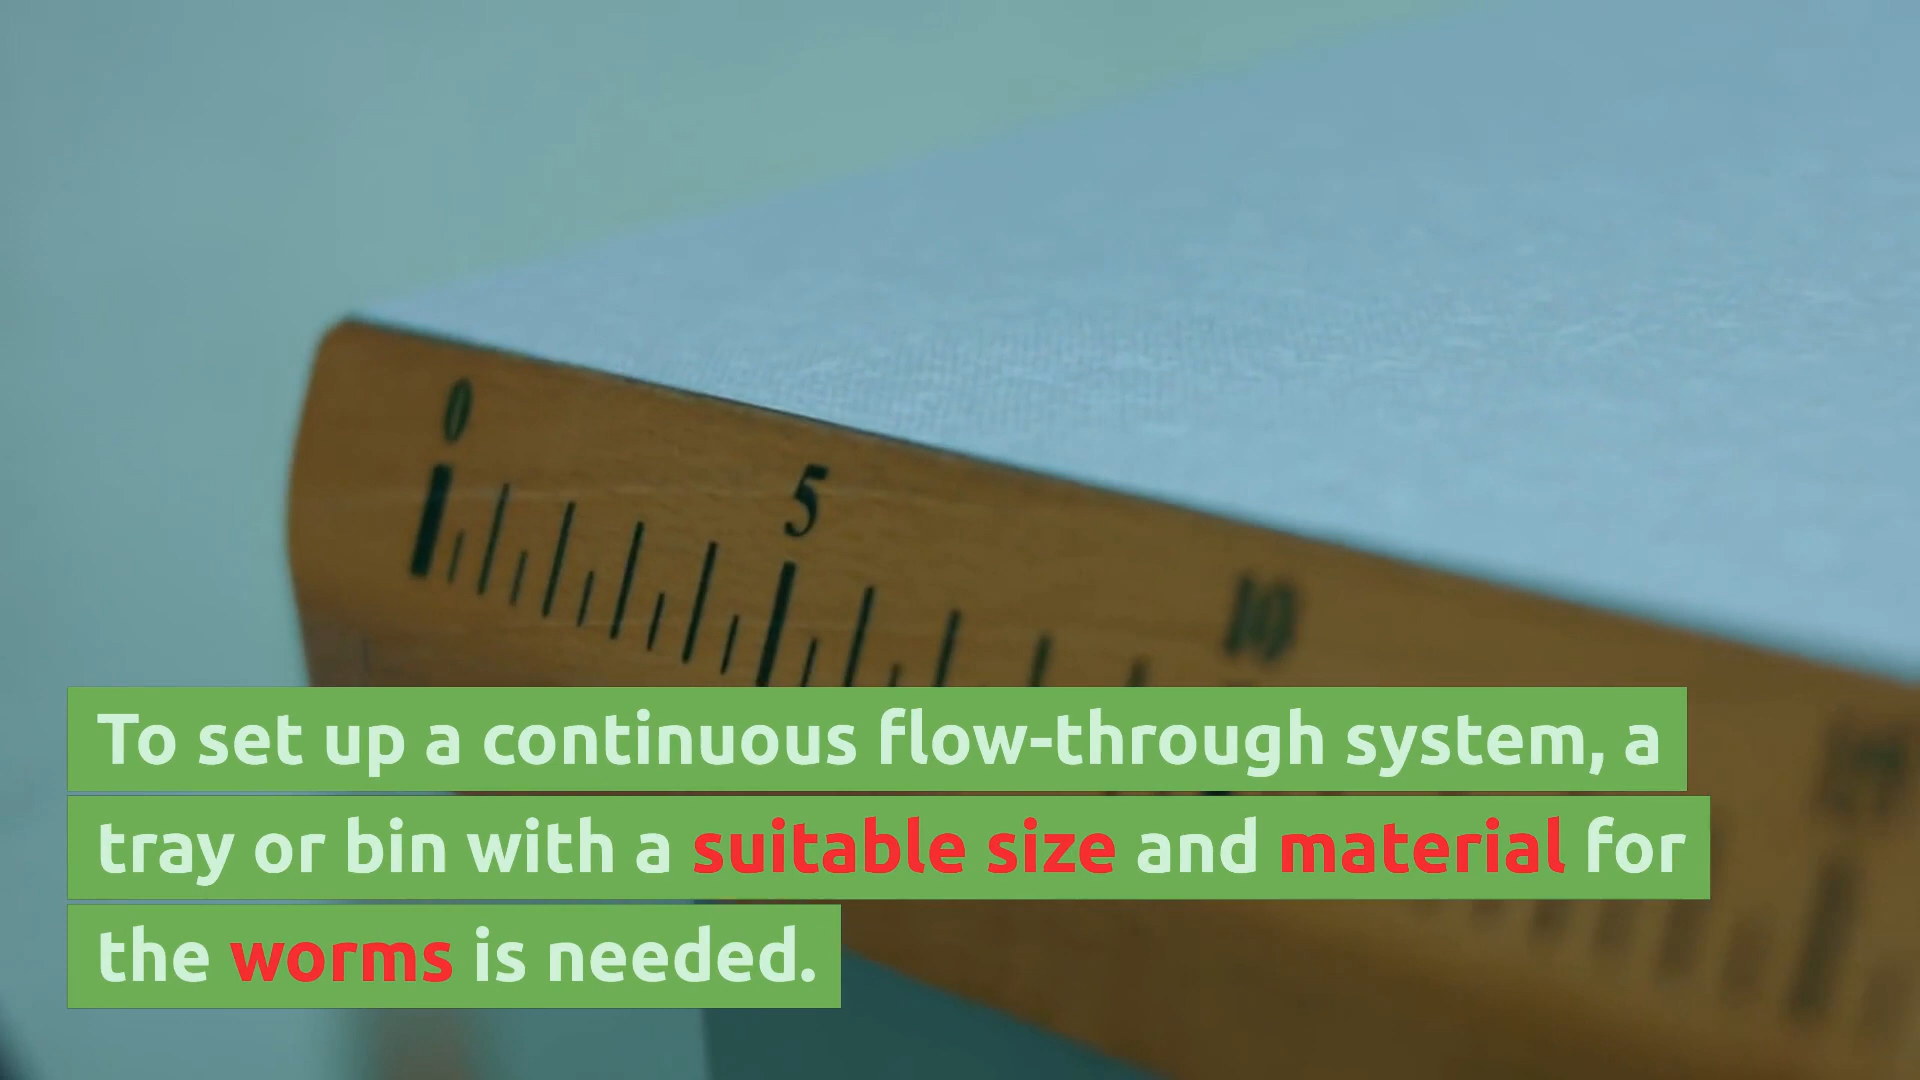 0
5
10
To set up a continuous flow-through system, a
tray or bin with a suitable size and material for
the worms is needed.